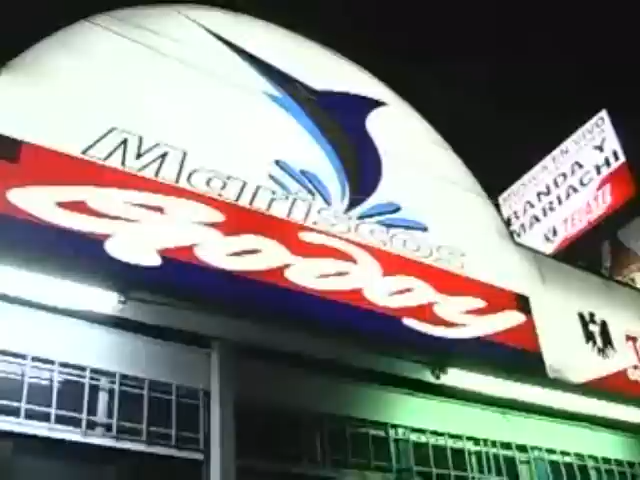 Mariscos
Godoy
MUSICA EN VIVO
BANDA Y
MARIACHI
TECATE